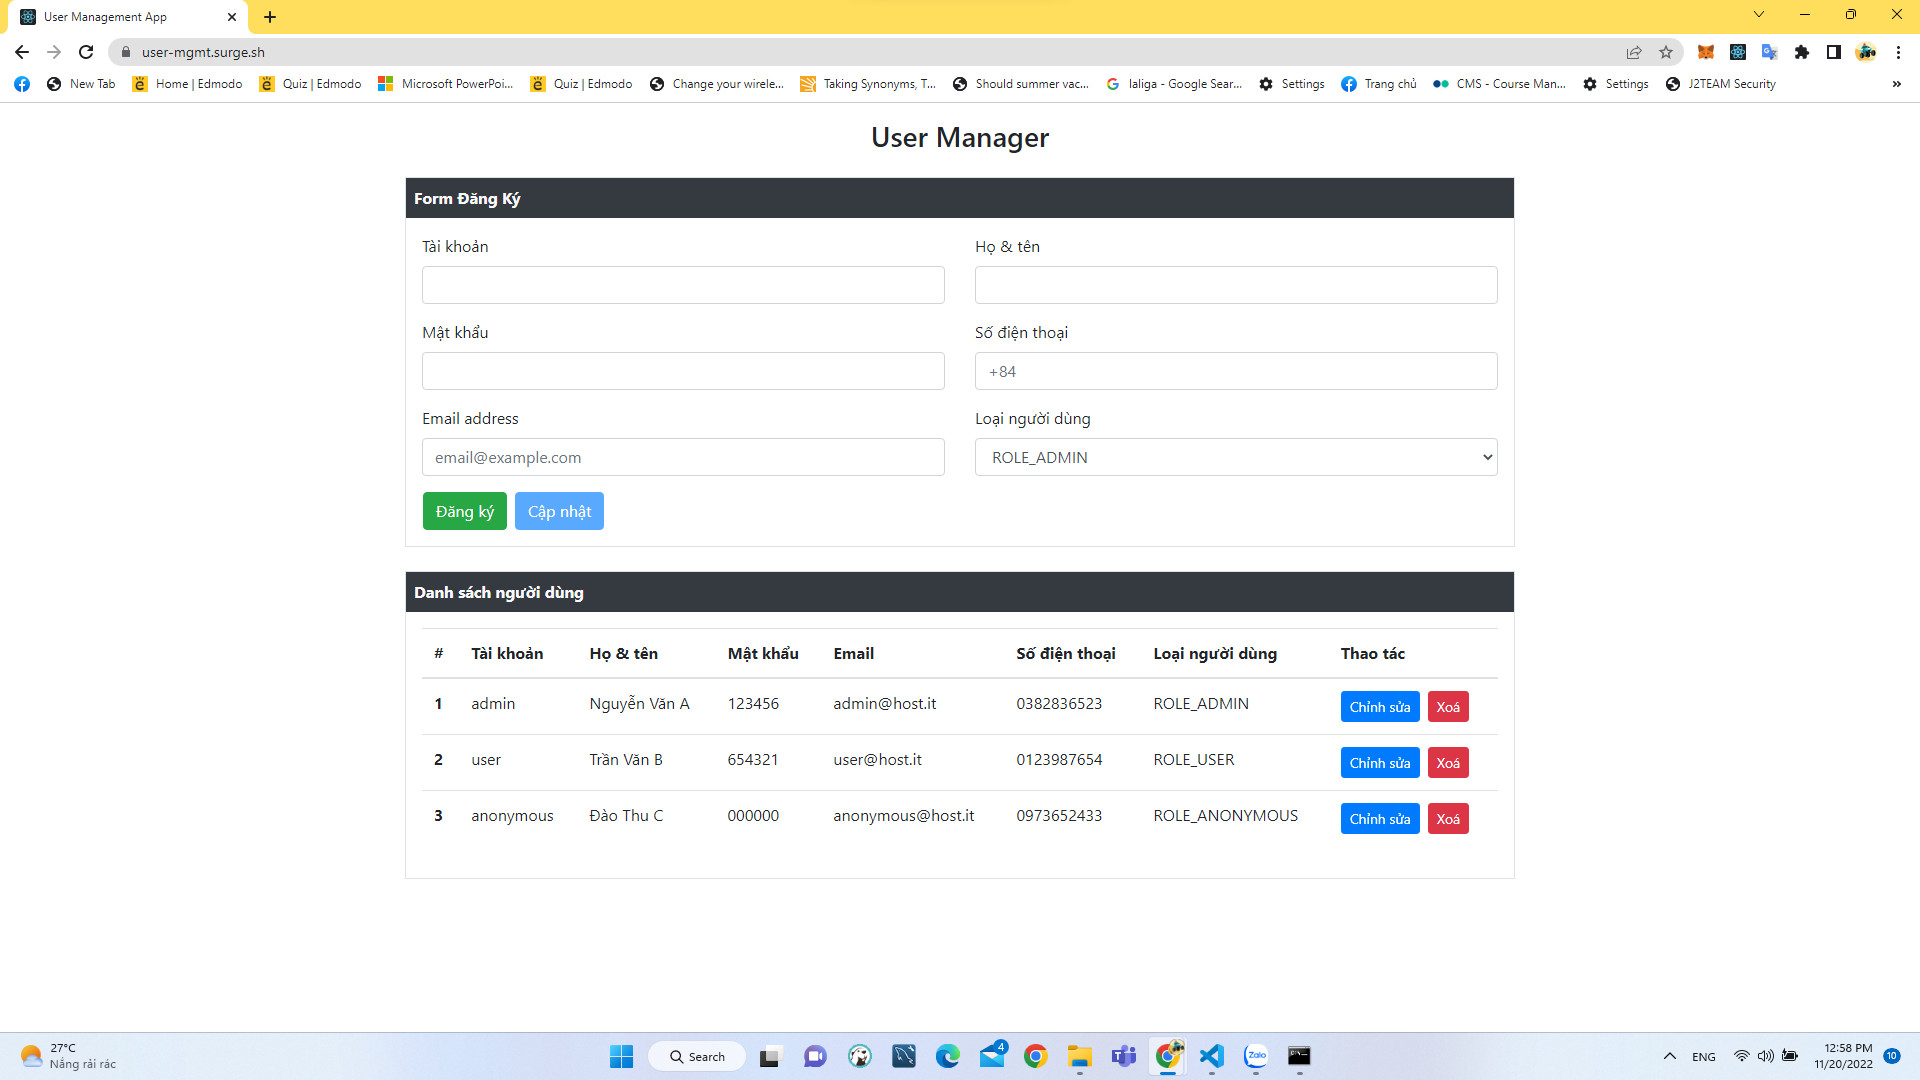 User Management App
user-mgmt.surge.sh
New Tab
Home | Edmodo
Quiz | Edmodo
Microsoft PowerPoi...
Quiz | Edmodo
Change your wirele...
Taking Synonyms, T...
Should summer vac...
laliga - Google Sear...
Settings
Trang chủ
CMS - Course Man...
Settings
J2TEAM Security
User Manager
Form Đăng Ký
Tài khoản
Họ & tên
Mật khẩu
Số điện thoại
+84
Email address
Loại người dùng
email@example.com
ROLE_ADMIN
Đăng ký
Cập nhật
Danh sách người dùng
# Tài khoản Họ & tên Mật khẩu Email Số điện thoại Loại người dùng Thao tác
1 admin Nguyễn Văn A 123456 admin@host.it 0382836523 ROLE_ADMIN Chỉnh sửa Xoá
2 user Trần Văn B 654321 user@host.it 0123987654 ROLE_USER Chỉnh sửa Xoá
3 anonymous Đào Thu C 000000 anonymous@host.it 0973652433 ROLE_ANONYMOUS Chỉnh sửa Xoá
27°C
Nắng rải rác
Search
4
Zalo
ENG
12:58 PM
11/20/2022
10